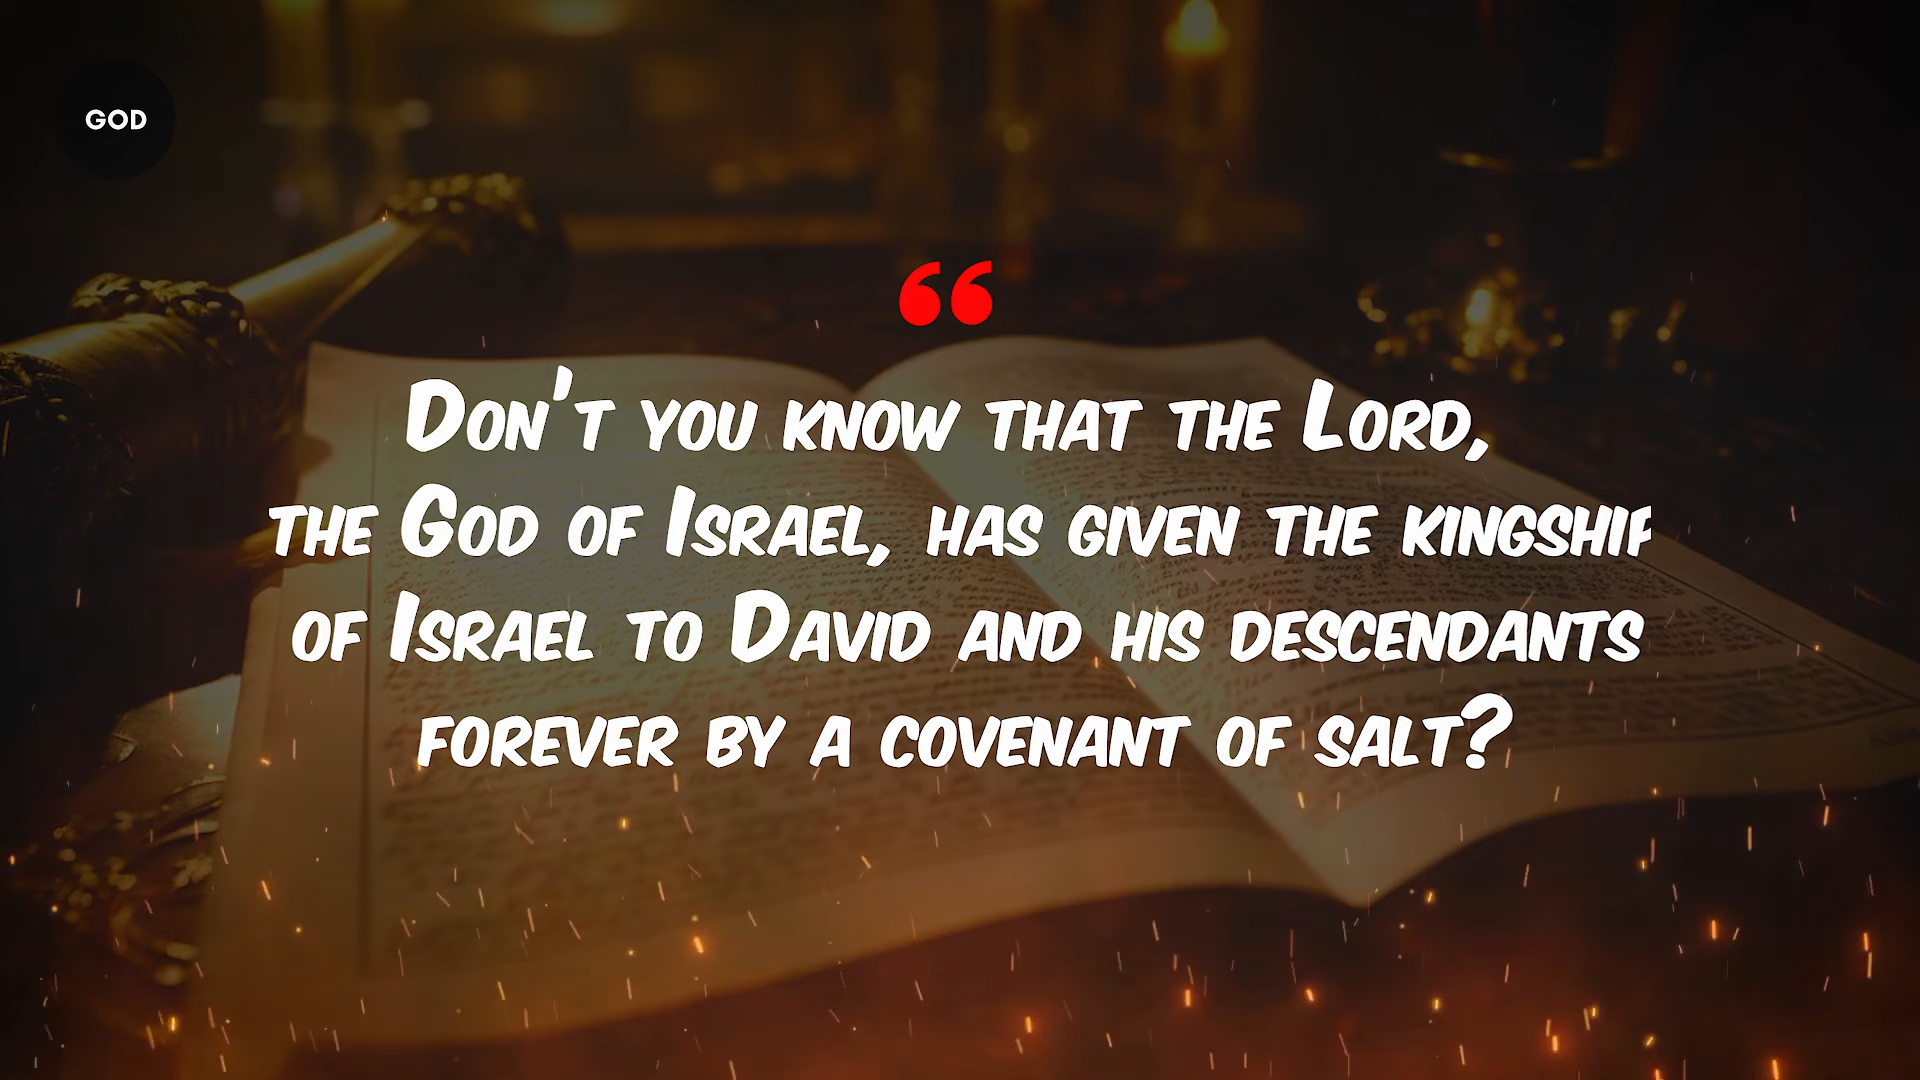 GOD
“
Don't you know that the Lord,
the God of Israel, has given the kingship
of Israel to David and his descendants
forever by a covenant of salt?